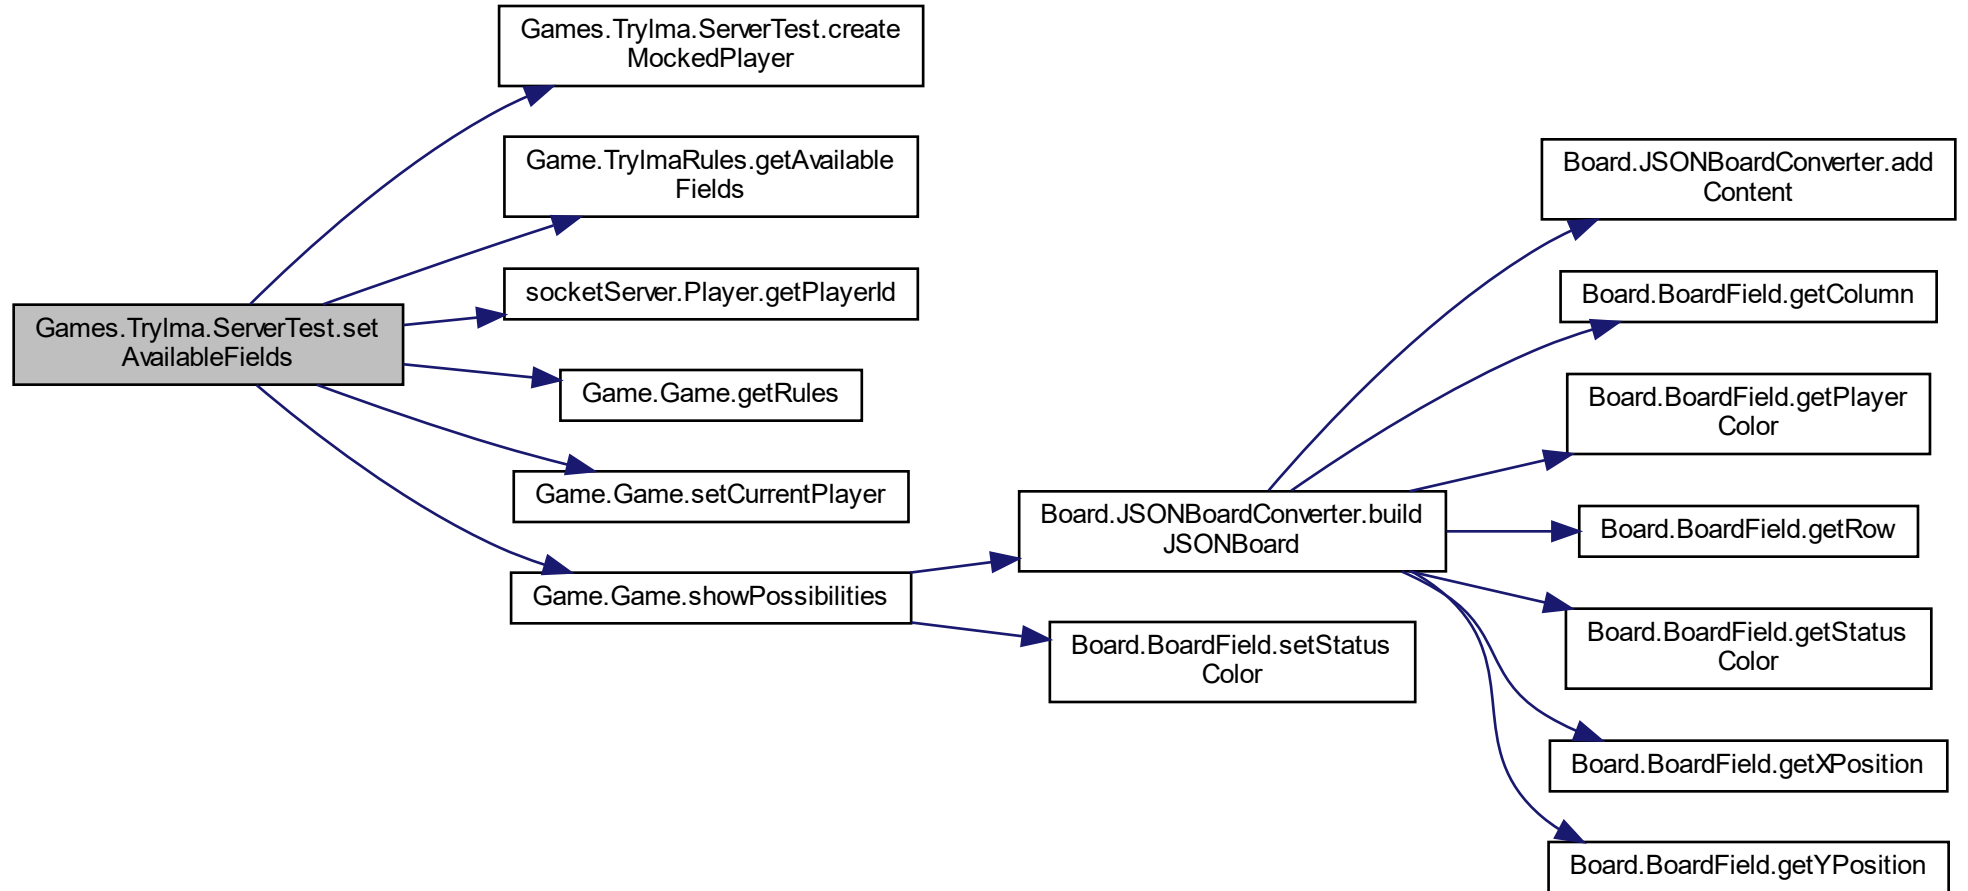 Games.Trylma.ServerTest.create
MockedPlayer
Game.TrylmaRules.getAvailable
Fields
socketServer.Player.getPlayerId
Games.Trylma.ServerTest.set
AvailableFields
Game.Game.getRules
Game.Game.setCurrentPlayer
Game.Game.showPossibilities
Board.JSONBoardConverter.build
JSONBoard
Board.BoardField.setStatus
Color
Board.JSONBoardConverter.add
Content
Board.BoardField.getColumn
Board.BoardField.getPlayer
Color
Board.BoardField.getRow
Board.BoardField.getStatus
Color
Board.BoardField.getXPosition
Board.BoardField.getYPosition